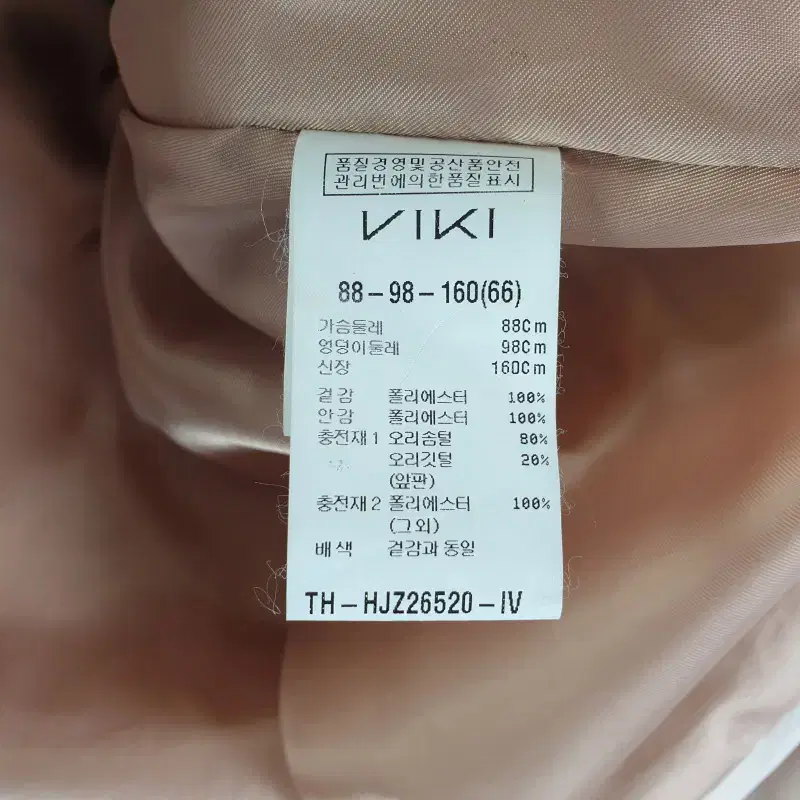 품질경영및공산품안전
관리번에의한품질표시
VIKI
88-98-160(66)
가슴둘레 88Cm
엉덩이둘레 98Cm
신장 160Cm
겉감 폴리에스터 100%
안감 폴리에스터 100%
충전재1 오리솜털 80%
오리깃털 20%
(앞판)
충전재2 폴리에스터 100%
(그외)
배색 겉감과 동일
TH-HJZ26520-IV